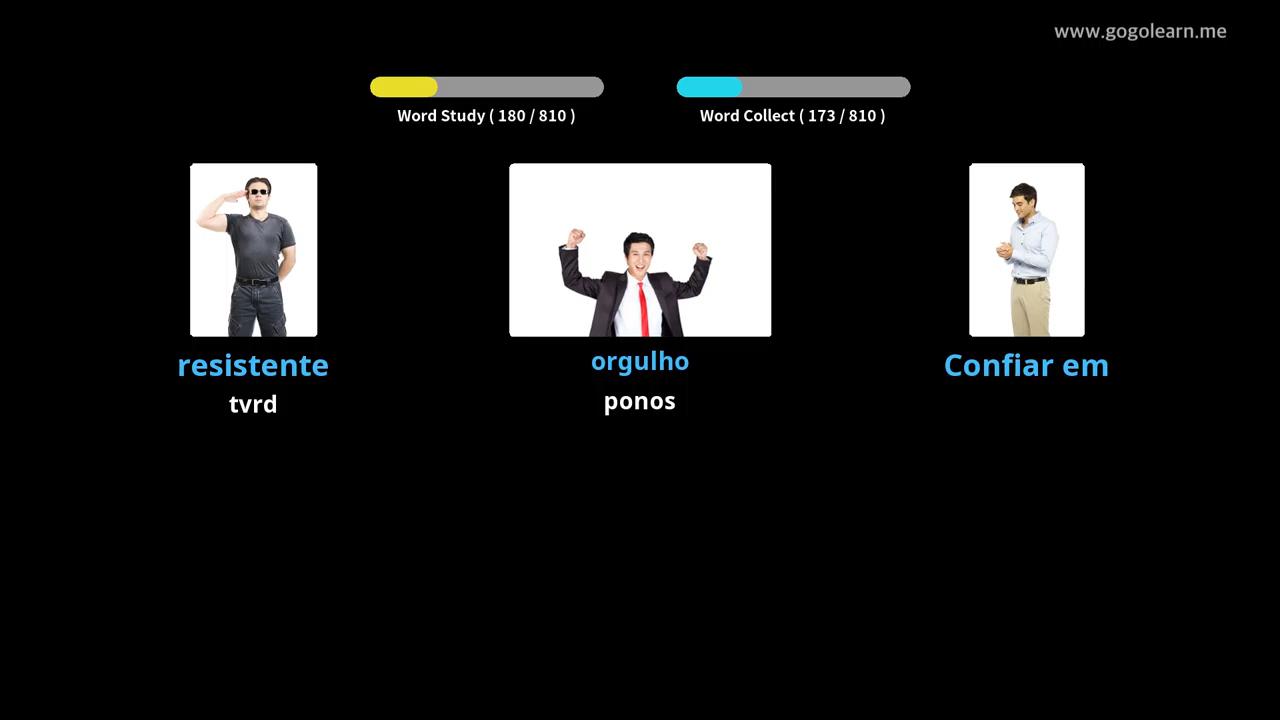 www.gogolearn.me
Word Study ( 180 / 810 )
Word Collect ( 173 / 810 )
resistente
orgulho
Confiar em
tvrd
ponos